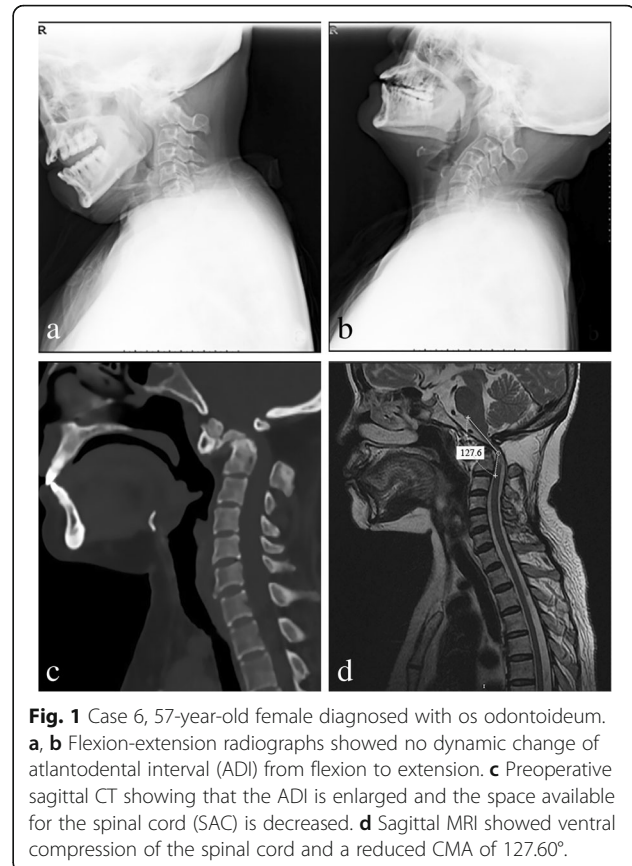 R
R
a
b
c
127.6
d
Fig. 1 Case 6, 57-year-old female diagnosed with os odontoideum.
a, b Flexion-extension radiographs showed no dynamic change of
atlantodental interval (ADI) from flexion to extension. c Preoperative
sagittal CT showing that the ADI is enlarged and the space available
for the spinal cord (SAC) is decreased. d Sagittal MRI showed ventral
compression of the spinal cord and a reduced CMA of 127.60°.